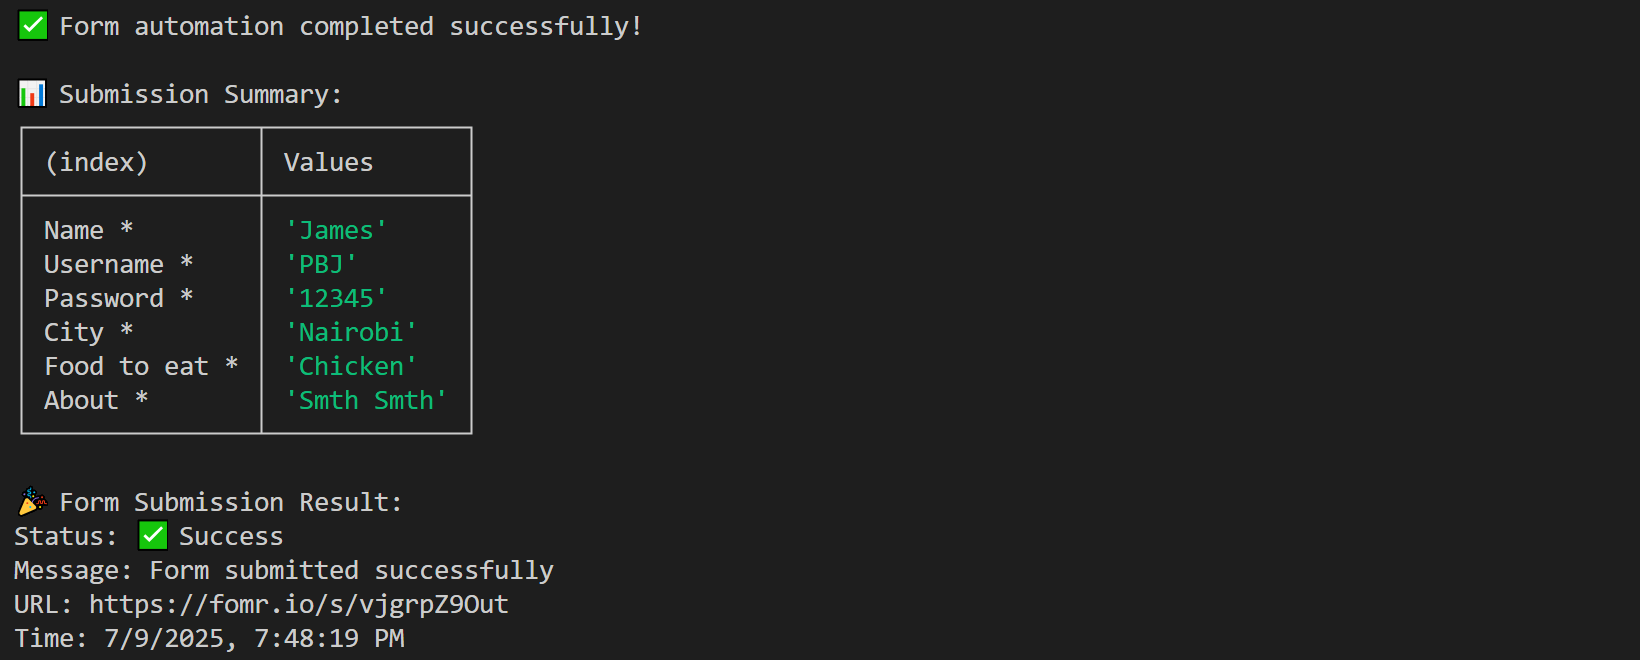 ✅ Form automation completed successfully!
📊 Submission Summary:
(index) Values
Name * 'James'
Username * 'PBJ'
Password * '12345'
City * 'Nairobi'
Food to eat * 'Chicken'
About * 'Smth Smth'
🎉 Form Submission Result:
Status: ✅ Success
Message: Form submitted successfully
URL: https://fomr.io/s/vjgrpZ9Out
Time: 7/9/2025, 7:48:19 PM